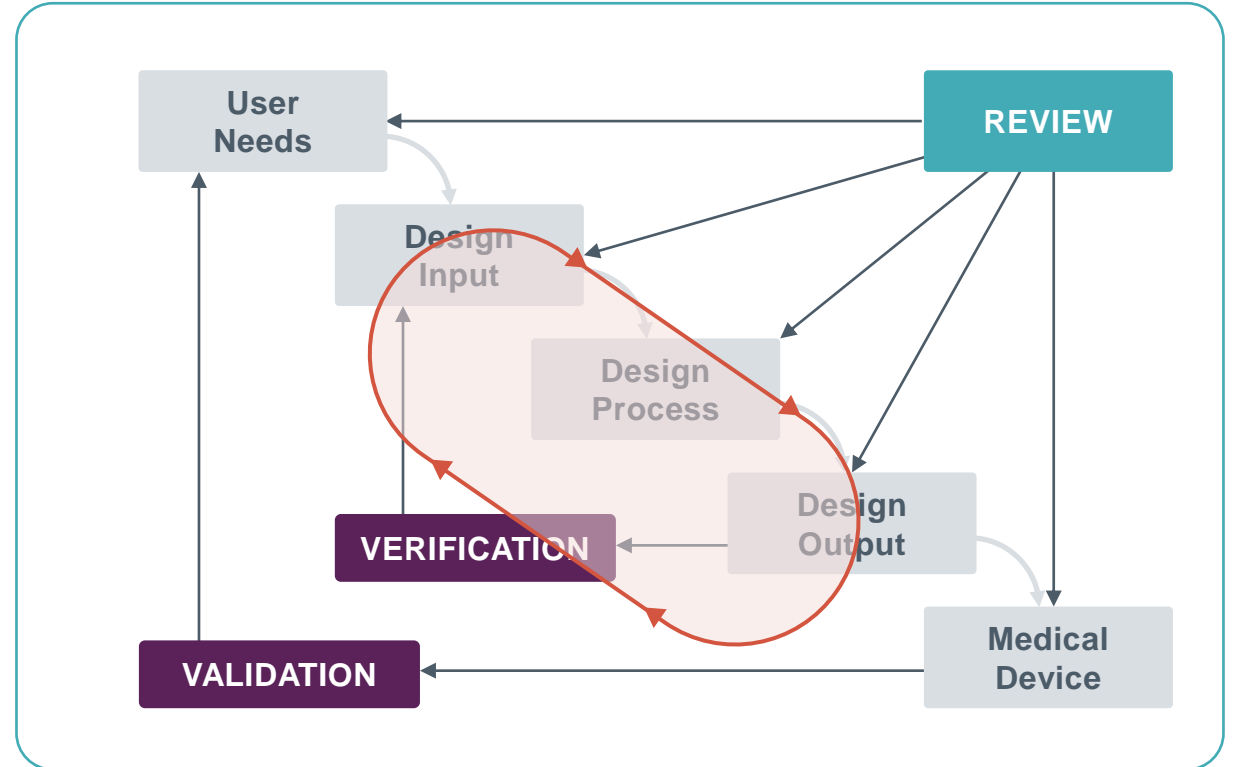 User
Needs
REVIEW
Design
Input
Design
Process
Design
Output
VERIFICATION
Medical
Device
VALIDATION